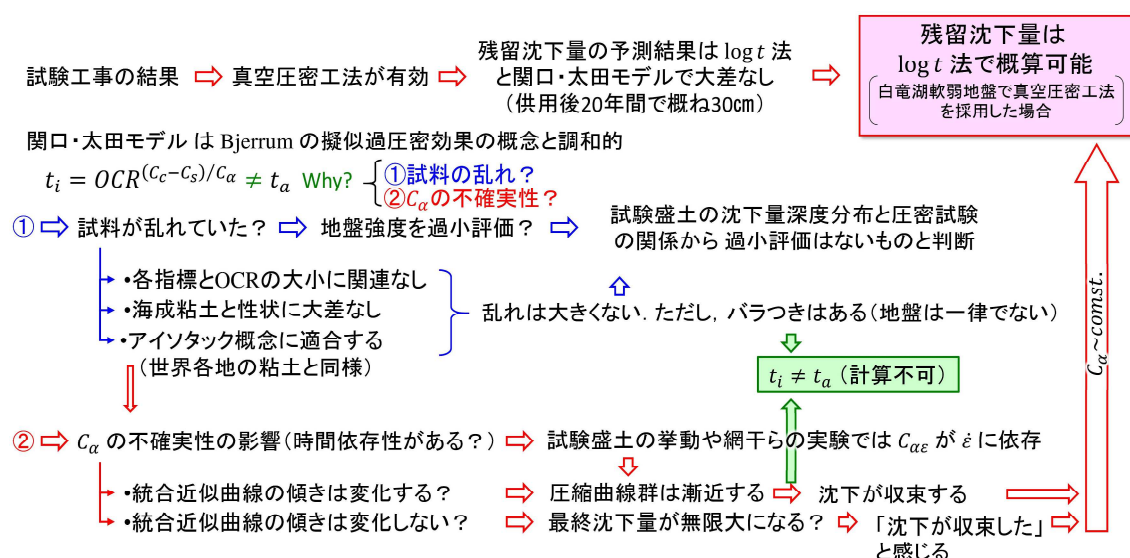 試験工事の結果
真空圧密工法が有効
残留沈下量の予測結果は log t 法
と関口・太田モデルで大差なし
（供用後20年間で概ね30㎝）
残留沈下量は
log t 法で概算可能
白竜湖軟弱地盤で真空圧密工法
を採用した場合
関口・太田モデル は Bjerrum の擬似過圧密効果の概念と調和的
t_i = OCR^{(C_c−C_s)/C_α} ≠ t_a Why?
①試料の乱れ？
②C_αの不確実性？
① 試料が乱れていた？ 地盤強度を過小評価？
試験盛土の沈下量深度分布と圧密試験
の関係から 過小評価はないものと判断
•各指標とOCRの大小に関連なし
•海成粘土と性状に大差なし
•アイソタック概念に適合する
（世界各地の粘土と同様）
乱れは大きくない．ただし，バラつきはある（地盤は一律でない）
t_i ≠ t_a（計算不可）
C_α~comist.
② C_α の不確実性の影響（時間依存性がある？） 試験盛土の挙動や網干らの実験では C_αε が ε̇ に依存
•統合近似曲線の傾きは変化する？ 圧縮曲線群は漸近する 沈下が収束する
•統合近似曲線の傾きは変化しない？ 最終沈下量が無限大になる？ 「沈下が収束した」
と感じる